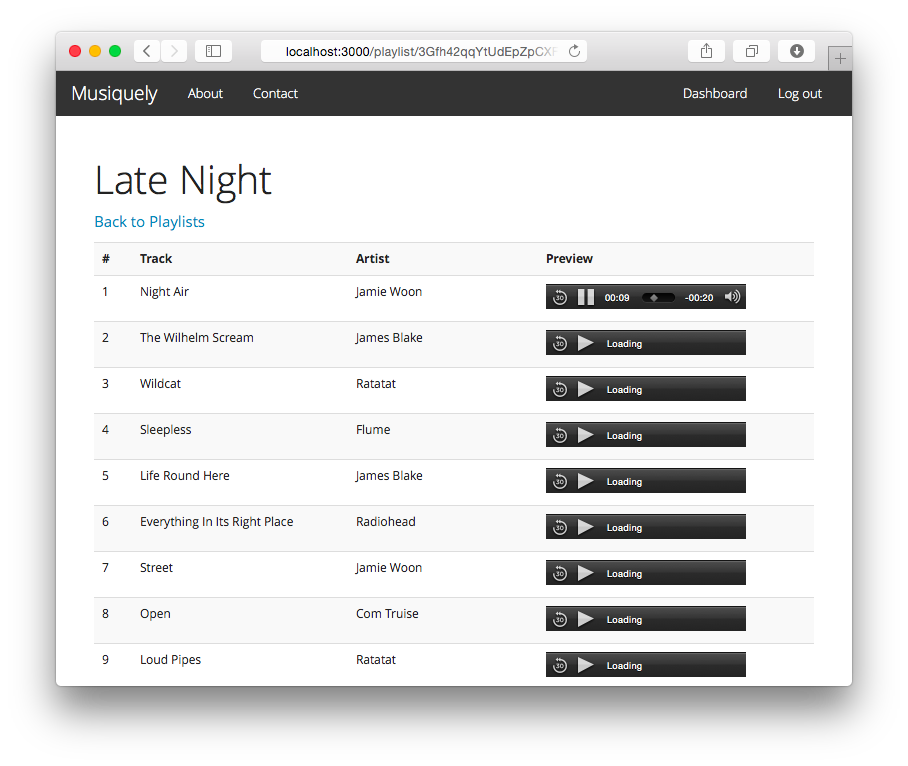 localhost:3000/playlist/3Gfh42qqYtUdEpZpCXF
Musiquely About Contact Dashboard Log out
Late Night
Back to Playlists
# Track Artist Preview
1 Night Air Jamie Woon 30 00:09 -00:20
2 The Wilhelm Scream James Blake 30 Loading
3 Wildcat Ratatat 30 Loading
4 Sleepless Flume 30 Loading
5 Life Round Here James Blake 30 Loading
6 Everything In Its Right Place Radiohead 30 Loading
7 Street Jamie Woon 30 Loading
8 Open Com Truise 30 Loading
9 Loud Pipes Ratatat 30 Loading